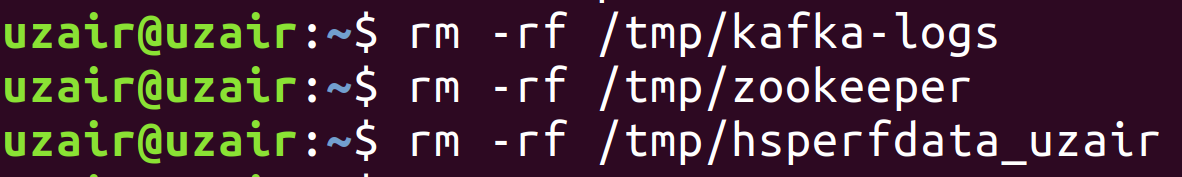 uzair@uzair:~$ rm -rf /tmp/kafka-logs
uzair@uzair:~$ rm -rf /tmp/zookeeper
uzair@uzair:~$ rm -rf /tmp/hsperfdata_uzair